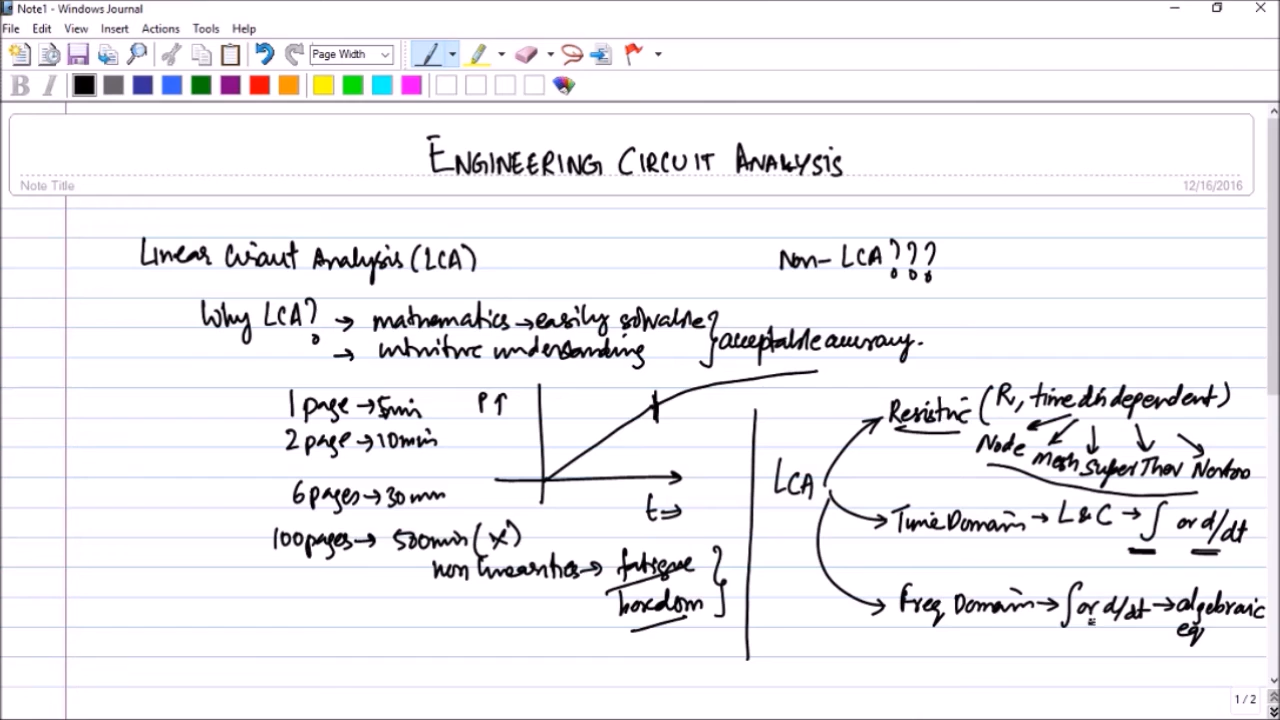 Note1 - Windows Journal
File Edit View Insert Actions Tools Help
Page Width
B I
ENGINEERING CIRCUIT ANALYSIS
Note Title
12/16/2016
Linear Circuit Analysis (LCA)
Non-LCA???
Why LCA? → mathematics → easily solvable
→ intuitive understanding
} acceptable accuracy.
1 page → 5min
2 page → 10min
6 pages → 30 min
100 pages → 500min (X)
non linearities → fatigue
boredom }
P↑
t⇒
LCA
Resistive (R, time independent)
Node mesh super Thev Norton
Time Domain → L & C → ∫ or d/dt
Freq Domain → ∫ or d/dt → algebraic
eq
1 / 2